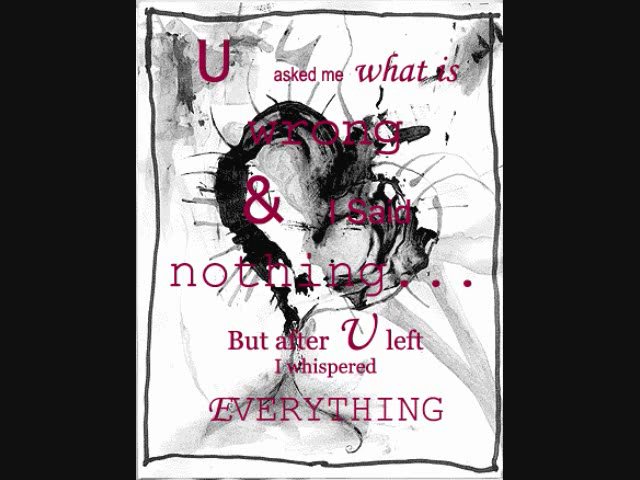 U asked me what is
wrong
& I Said
nothing...
But after U left
I whispered
EVERYTHING